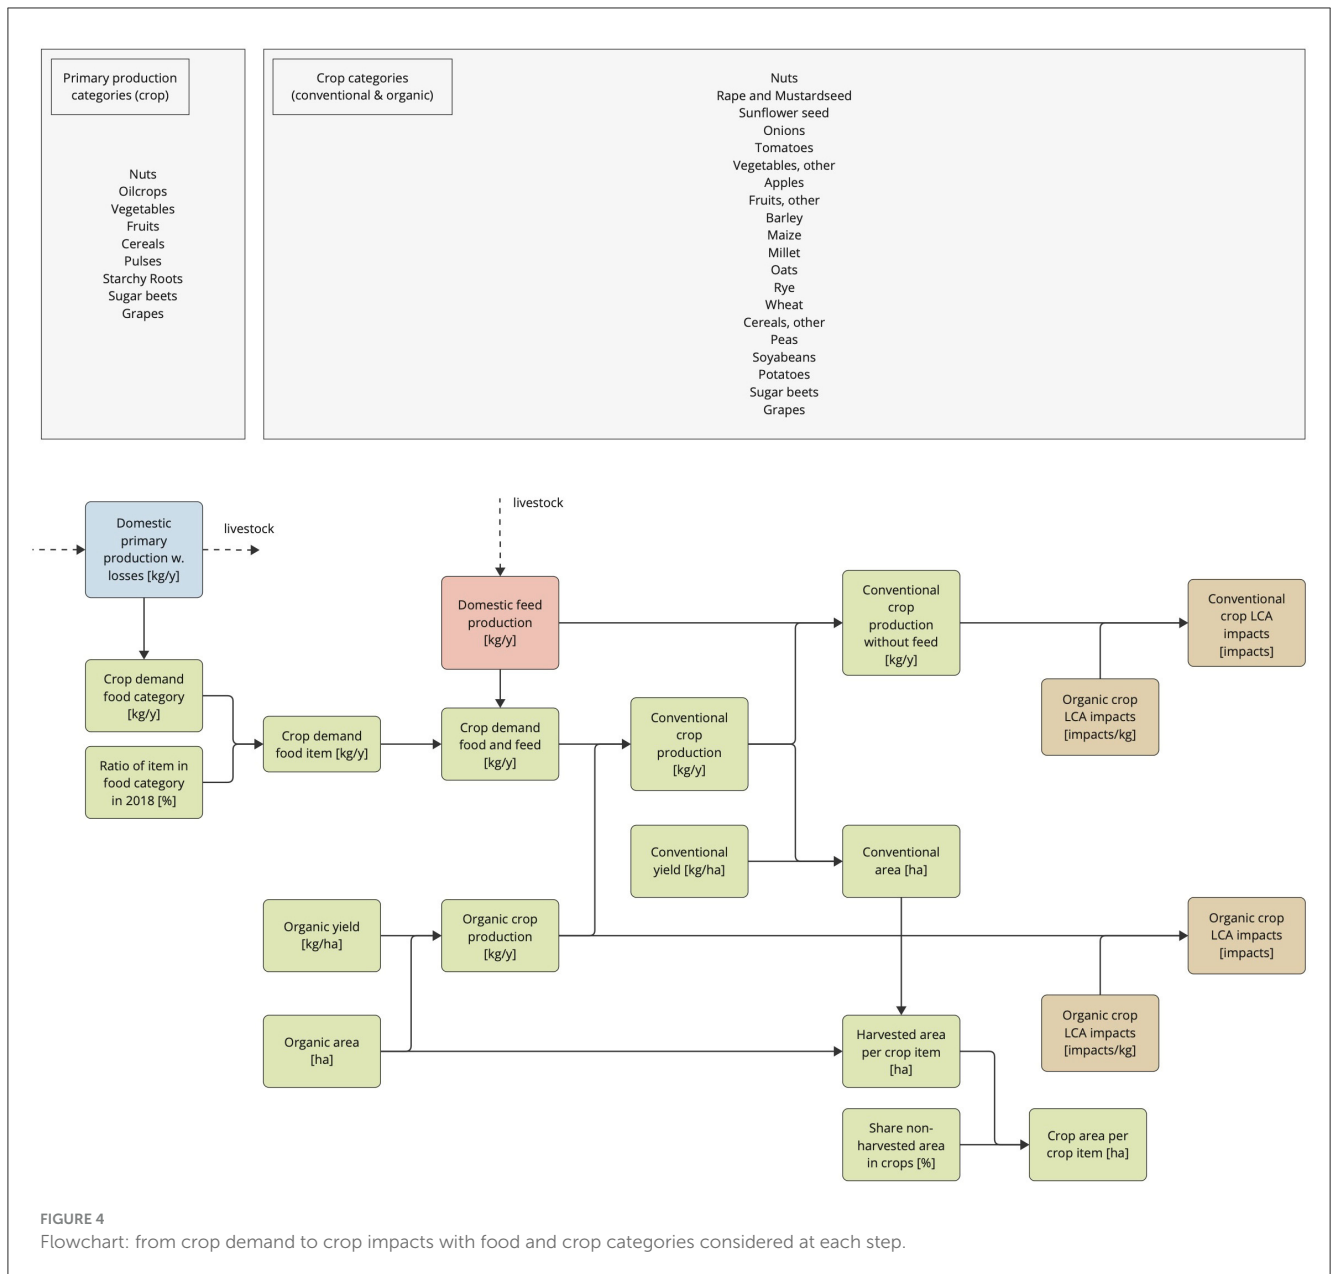 Primary production
categories (crop)
Nuts
Oilcrops
Vegetables
Fruits
Cereals
Pulses
Starchy Roots
Sugar beets
Grapes
Crop categories
(conventional & organic)
Nuts
Rape and Mustardseed
Sunflower seed
Onions
Tomatoes
Vegetables, other
Apples
Fruits, other
Barley
Maize
Millet
Oats
Rye
Wheat
Cereals, other
Peas
Soyabeans
Potatoes
Sugar beets
Grapes
Domestic
primary
production w.
losses [kg/y]
livestock
livestock
Domestic feed
production
[kg/y]
Conventional
crop
production
without feed
[kg/y]
Conventional
crop LCA
impacts
[impacts]
Crop demand
food category
[kg/y]
Organic crop
LCA impacts
[impacts/kg]
Ratio of item in
food category
in 2018 [%]
Crop demand
food item [kg/y]
Crop demand
food and feed
[kg/y]
Conventional
crop
production
[kg/y]
Conventional
yield [kg/ha]
Conventional
area [ha]
Organic yield
[kg/ha]
Organic crop
production
[kg/y]
Organic crop
LCA impacts
[impacts]
Organic area
[ha]
Harvested area
per crop item
[ha]
Organic crop
LCA impacts
[impacts/kg]
Share non-
harvested area
in crops [%]
Crop area per
crop item [ha]
FIGURE 4
Flowchart: from crop demand to crop impacts with food and crop categories considered at each step.